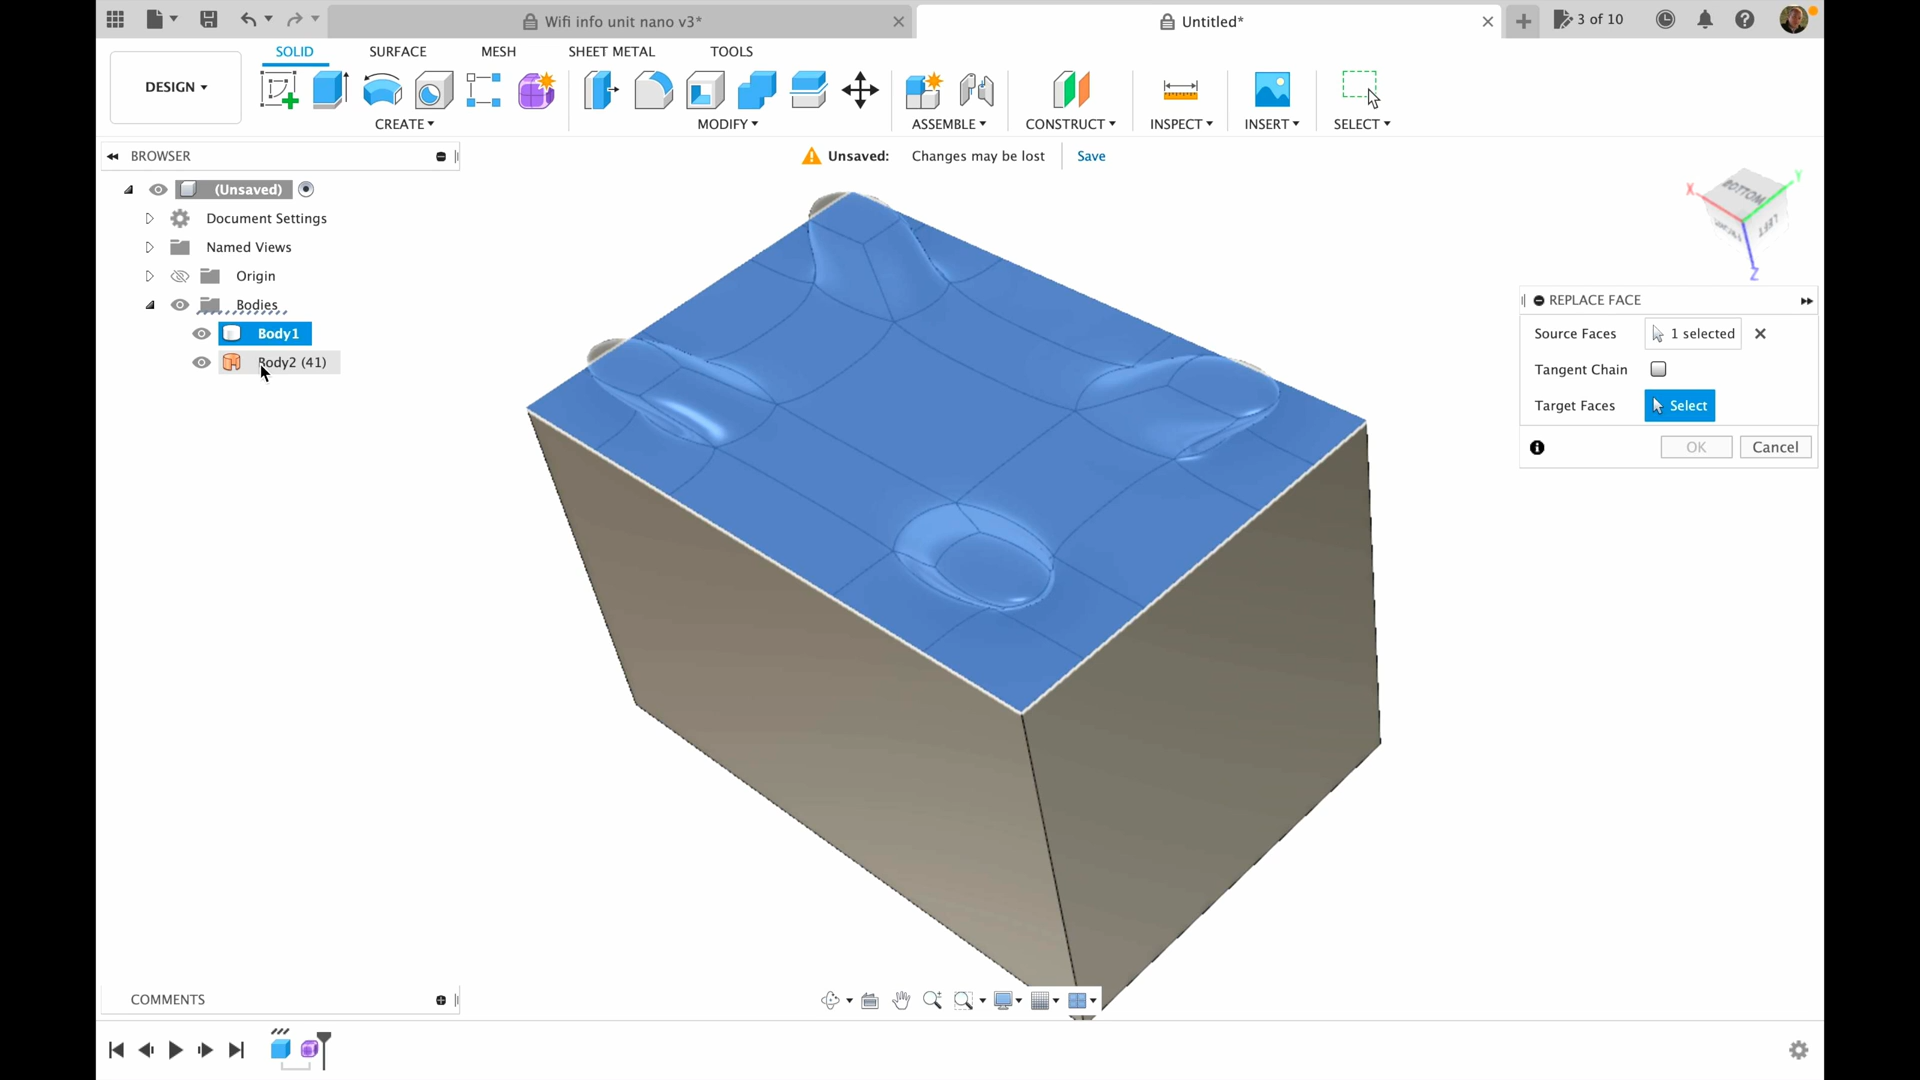 Wifi info unit nano v3*
Untitled*
3 of 10
SOLID
SURFACE
MESH
SHEET METAL
TOOLS
DESIGN
CREATE
MODIFY
ASSEMBLE
CONSTRUCT
INSPECT
INSERT
SELECT
BROWSER
Unsaved: Changes may be lost Save
(Unsaved)
Document Settings
Named Views
Origin
Bodies
Body1
Body2 (41)
X
Y
Z
BOTTOM
LEFT
REPLACE FACE
Source Faces 1 selected
Tangent Chain
Target Faces Select
OK Cancel
COMMENTS